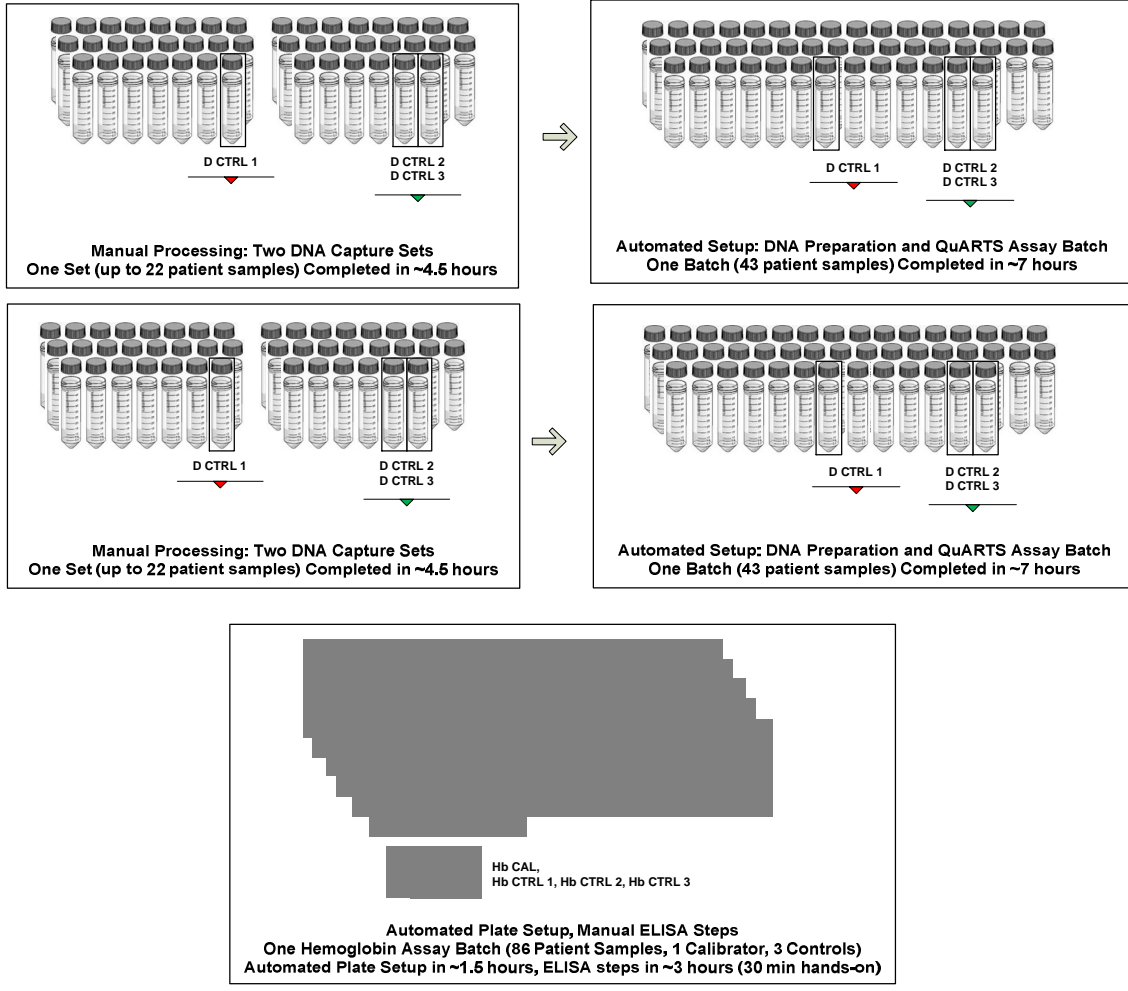 D CTRL 1
D CTRL 2
D CTRL 3
Manual Processing: Two DNA Capture Sets
One Set (up to 22 patient samples) Completed in ~4.5 hours
D CTRL 1
D CTRL 2
D CTRL 3
Automated Setup: DNA Preparation and QuARTS Assay Batch
One Batch (43 patient samples) Completed in ~7 hours
D CTRL 1
D CTRL 2
D CTRL 3
Manual Processing: Two DNA Capture Sets
One Set (up to 22 patient samples) Completed in ~4.5 hours
D CTRL 1
D CTRL 2
D CTRL 3
Automated Setup: DNA Preparation and QuARTS Assay Batch
One Batch (43 patient samples) Completed in ~7 hours
Hb CAL,
Hb CTRL 1, Hb CTRL 2, Hb CTRL 3
Automated Plate Setup, Manual ELISA Steps
One Hemoglobin Assay Batch (86 Patient Samples, 1 Calibrator, 3 Controls)
Automated Plate Setup in ~1.5 hours, ELISA steps in ~3 hours (30 min hands-on)